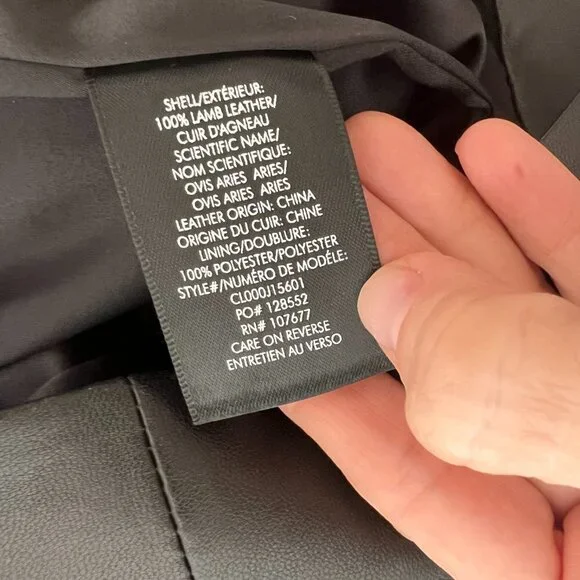 SHELL/EXTÉRIEUR:
100% LAMB LEATHER/
CUIR D'AGNEAU
SCIENTIFIC NAME/
NOM SCIENTIFIQUE:
OVIS ARIES ARIES/
OVIS ARIES ARIES
LEATHER ORIGIN: CHINA
ORIGINE DU CUIR: CHINE
LINING/DOUBLURE:
100% POLYESTER/POLYESTER
STYLE#/NUMÉRO DE MODÉLE:
CL000J15601
PO# 128552
RN# 107677
CARE ON REVERSE
ENTRETIEN AU VERSO